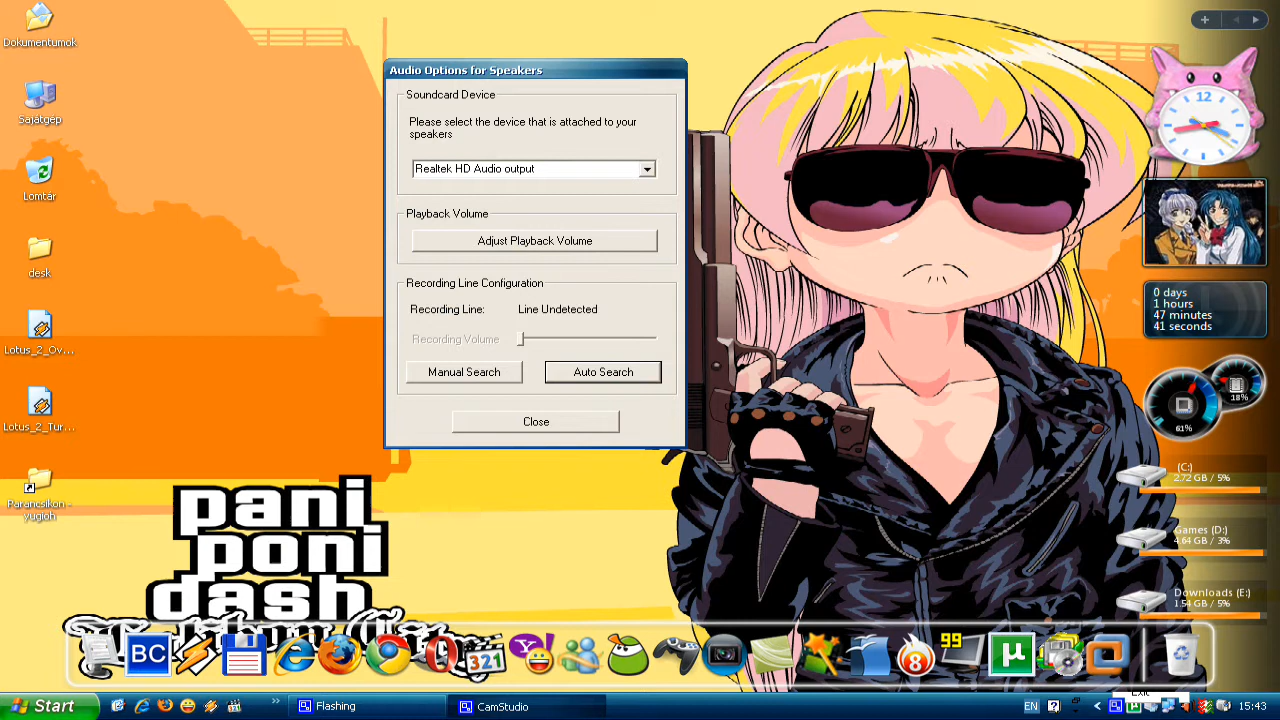 Dokumentumok
Sajátgép
Lomtár
desk
Lotus_2_Ov...
Lotus_2_Tur...
Parancsikon -
yugioh
Audio Options for Speakers
Soundcard Device
Please select the device that is attached to your
speakers
Realtek HD Audio output
Playback Volume
Adjust Playback Volume
Recording Line Configuration
Recording Line: Line Undetected
Recording Volume
Manual Search Auto Search
Close
12
0 days
1 hours
47 minutes
41 seconds
18%
61%
(C:)
2.72 GB / 5%
Games (D:)
4.64 GB / 3%
Downloads (E:)
1.54 GB / 5%
pani
poni
dash
BC
321
8
99
µ
Exit
Start
Flashing
CamStudio
EN
15:43